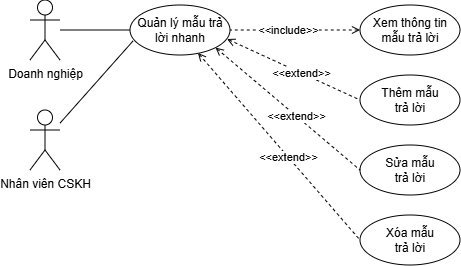 Quản lý mẫu trả
lời nhanh
<<include>>
Xem thông tin
mẫu trả lời
Doanh nghiệp
<<extend>>
Thêm mẫu
trả lời
<<extend>>
<<extend>>
Sửa mẫu
trả lời
Nhân viên CSKH
Xóa mẫu
trả lời